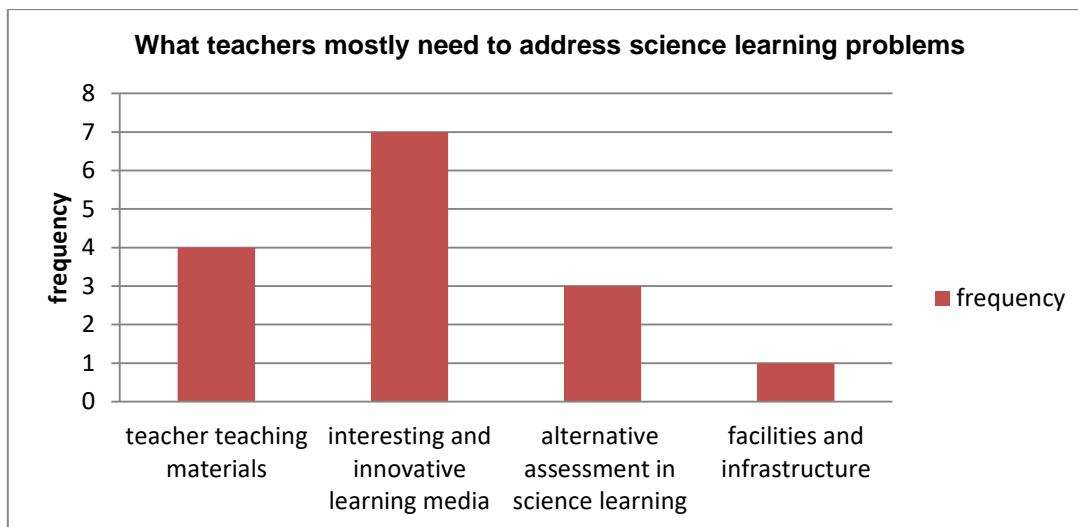 What teachers mostly need to address science learning problems
8
7
6
5
4
3
2
1
0
frequency
teacher teaching
materials
interesting and
innovative
learning media
alternative
assessment in
science learning
facilities and
infrastructure
frequency